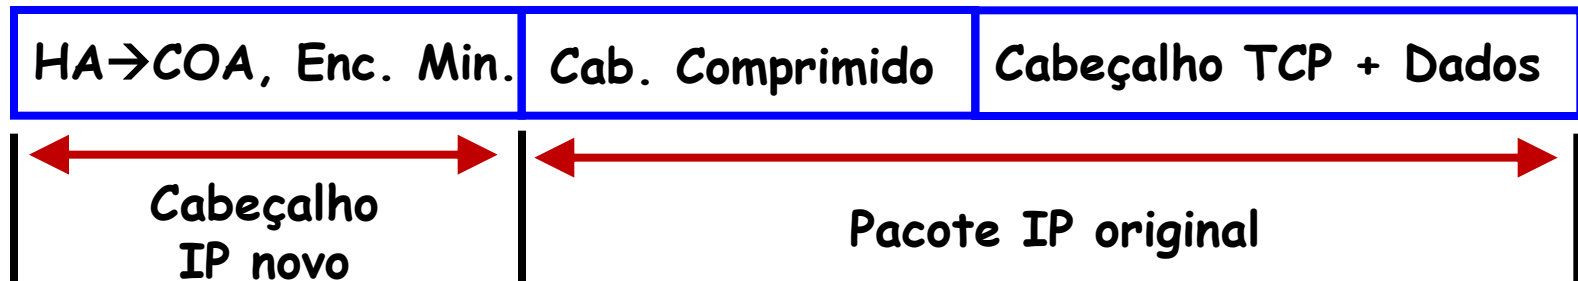 HA→COA, Enc. Min.
Cab. Comprimido
Cabeçalho TCP + Dados
Cabeçalho
IP novo
Pacote IP original